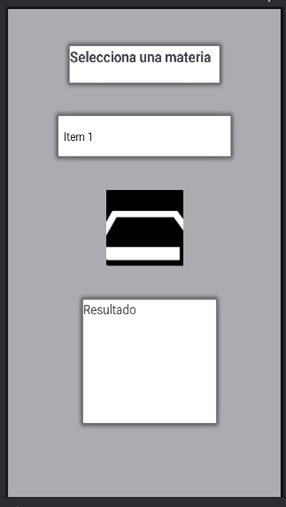 Selecciona una materia
Item 1
Resultado